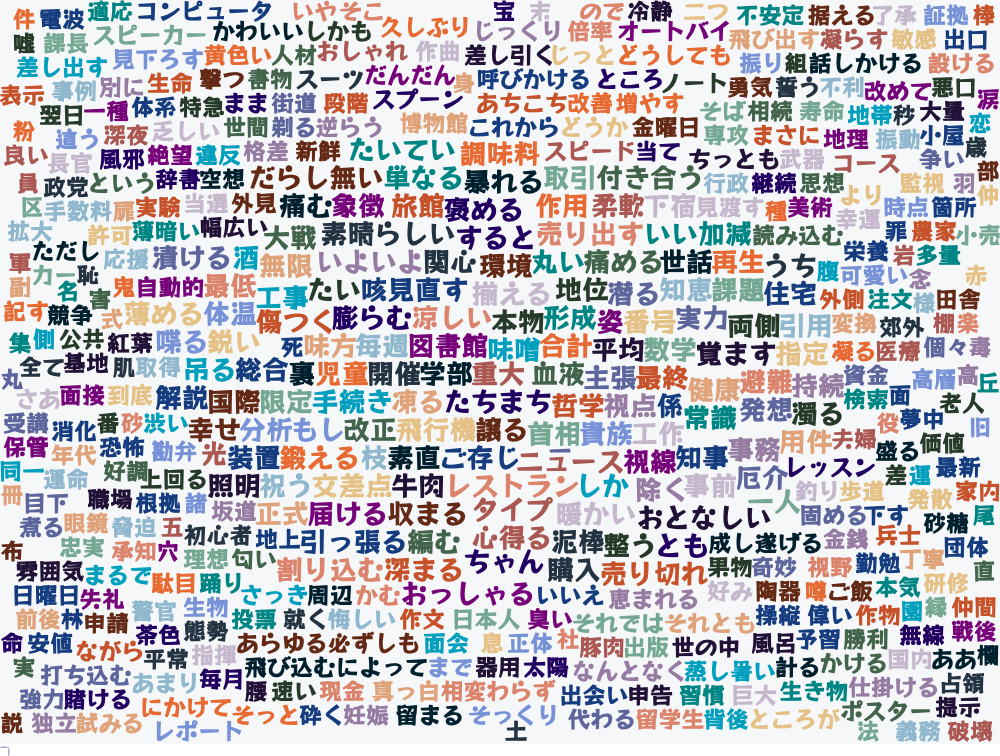 件 電波 適応 コンピュータ いやそこ 宝 末 ので 冷静 二つ 不安定 据える 了承 証拠 棒
嘘 課長 スピーカー かわいい しかも 久しぶり じっくり 倍率 オートバイ 飛び出す 凝らす 敏感 出口
差し出す 見下ろす 黄色い 人材 おしゃれ 作曲 差し引く じっと どうしても 振り 組 話しかける 設ける
表示 事例 別に 生命 撃つ 書物 スーツ だんだん 身 呼びかける ところ ノート 勇気 誓う 不利 改めて 悪口 涙
翌日 一種 体系 特急 まま 街道 段階 スプーン あちこち 改善 増やす そば 相続 寿命 地帯 秒 大量 恋
粉 違う 深夜 乏しい 世間 剃る 逆らう 博物館 これから どうか 金曜日 専攻 まさに 地理 振動 小屋
良い 長官 風邪 絶望 違反 格差 新鮮 たいてい 調味料 スピード 当て ちっとも 武器 コース 争い 歳
員 政党 という 辞書 空想 だらし無い 単なる 暴れる 取引 付き合う 行政 継続 思想 より 監視 羽 部 仲
区 手数料 扉 実験 当選 外見 痛む 象徴 旅館 褒める 作用 柔軟 下宿 見渡す 種 美術 幸運 時点 箇所
拡大 許可 薄暗い 幅広い 大戦 素晴らしい すると 売り出す いい加減 読み込む 罪 農家 小売
軍 ただし 応援 漬ける 酒 無限 いよいよ 関心 環境 丸い 痛める 世話 再生 うち 腹 栄養 岩 多量
尉 カー 恥 名 害 鬼 自動的 最低 工事 たい 咳 見直す 揃える 地位 潜る 知恵 課題 住宅 可愛い 念 赤
記す 競争 式 薄める 体温 傷つく 膨らむ 涼しい 本物 形成 姿 番号 実力 両側 引用 変換 外側 注文 様 田舎
集 側 公共 紅葉 喋る 鋭い 死 味方 毎週 図書館 味噌 合計 平均 数学 覚ます 指定 凝る 郊外 棚 楽
丸 全て 基地 肌 取得 吊る 総合 裏 児童 開催 学部 重大 血液 主張 最終 健康 避難 持続 資金 医療 個々 毒
さあ 面接 到底 解説 国際 限定 手続き 凍る たちまち 哲学 視点 係 常識 発想 濁る 検索 面 高層 高 丘
受講 消化 番 砂 渋い 幸せ 分析 もし 改正 飛行機 譲る 首相 貴族 工作 役 夢中 老人 旧
保管 年代 恐怖 勘弁 光 装置 鍛える 枝 素直 ご存じ ニュース 視線 知事 事務 用件 夫婦 盛る 価値
同一 運命 好調 上回る 照明 祝う 交差点 牛肉 レストラン しか 除く 事前 厄介 レッスン 差 運 最新
冊 目下 職場 根拠 諸 坂道 正式 届ける 収まる タイプ 暖かい おとなしい 一人 釣り 歩道 発散 家内
煮る 眼鏡 脅迫 五 初心者 地上 引っ張る 編む 心得る 泥棒 整う とも 成し遂げる 固める 下す 金銭 兵士 砂糖 尾
布 忠実 承知 穴 理想 匂い 割り込む 深まる ちゃん 購入 売り切れ 果物 奇妙 視野 勤勉 丁寧 団体
雰囲気 まるで 駄目 踊り さっき 周辺 かむ おっしゃる いいえ 恵まれる 好み 陶器 噂 ご飯 本気 研修 直
日曜日 失礼 警官 生物 投票 就く 悔しい 作文 日本人 臭い それでは それとも 操縦 偉い 作物 園 縁 仲間
前後 林 申請 茶色 態勢 あらゆる 必ずしも 面会 息 正体 社 豚肉 出版 世の中 風呂 予習 勝利 無線 戦後
命 安値 ながら 平常 指揮 飛び込む によって まで 器用 太陽 なんとなく 蒸し暑い 計る かける 国内 ああ 欄
実 打ち込む あまり 毎月 腰 速い 現金 真っ白 相変わらず 出会い 申告 習慣 巨大 生き物 仕掛ける 占領
強力 賭ける にかけて そっと 砕く 妊娠 留まる そっくり 代わる 留学生 背後 ところが ポスター 提示
説 独立 試みる レポート 土 法 義務 破壊